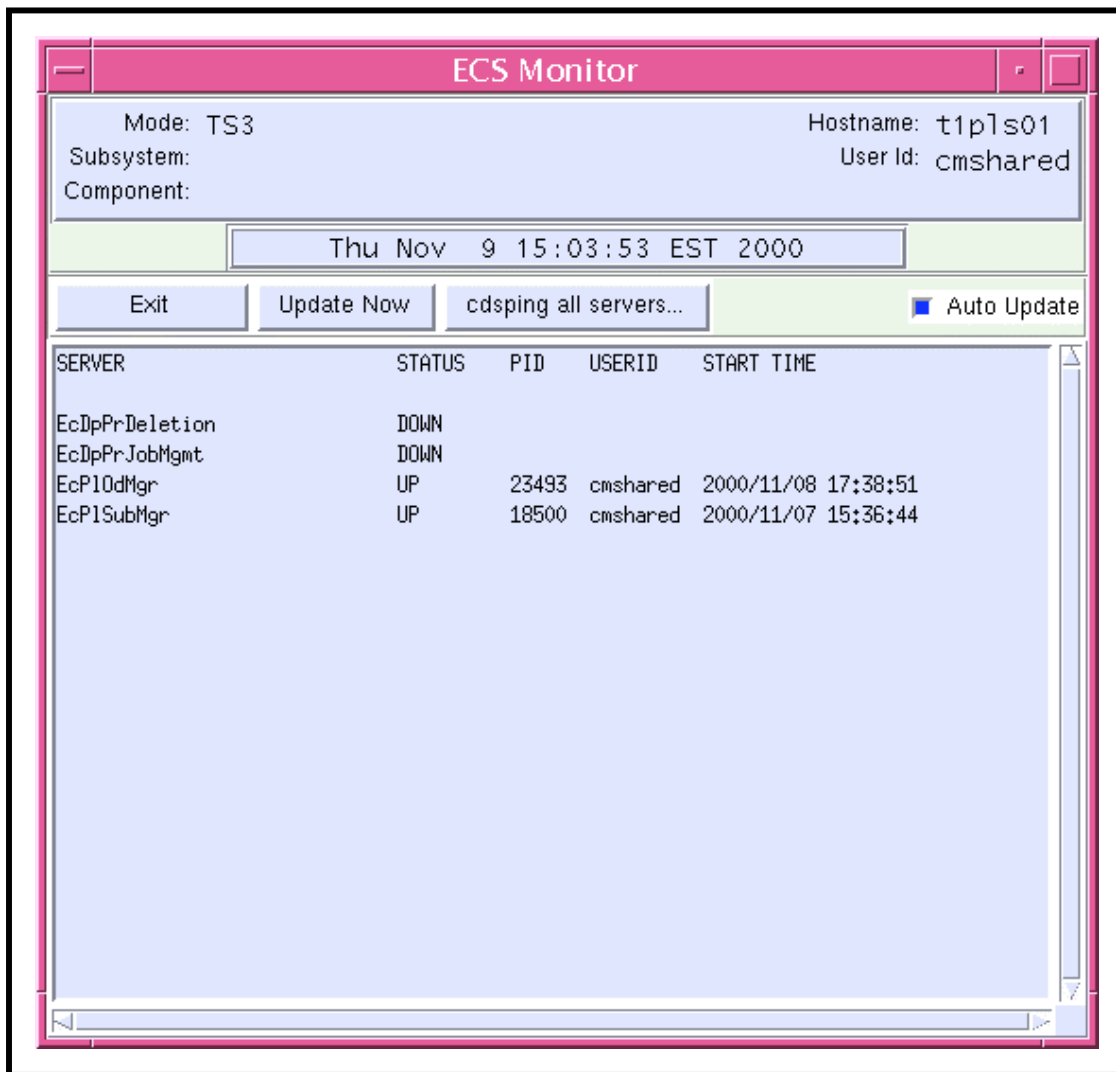 ECS Monitor
Mode: TS3 Hostname: t1pls01
Subsystem: User Id: cmshared
Component:
Thu Nov 9 15:03:53 EST 2000
Exit Update Now cdsping all servers... Auto Update
SERVER STATUS PID USERID START TIME
EcDpPrDeletion DOWN
EcDpPrJobMgmt DOWN
EcPlOdMgr UP 23493 cmshared 2000/11/08 17:38:51
EcPlSubMgr UP 18500 cmshared 2000/11/07 15:36:44